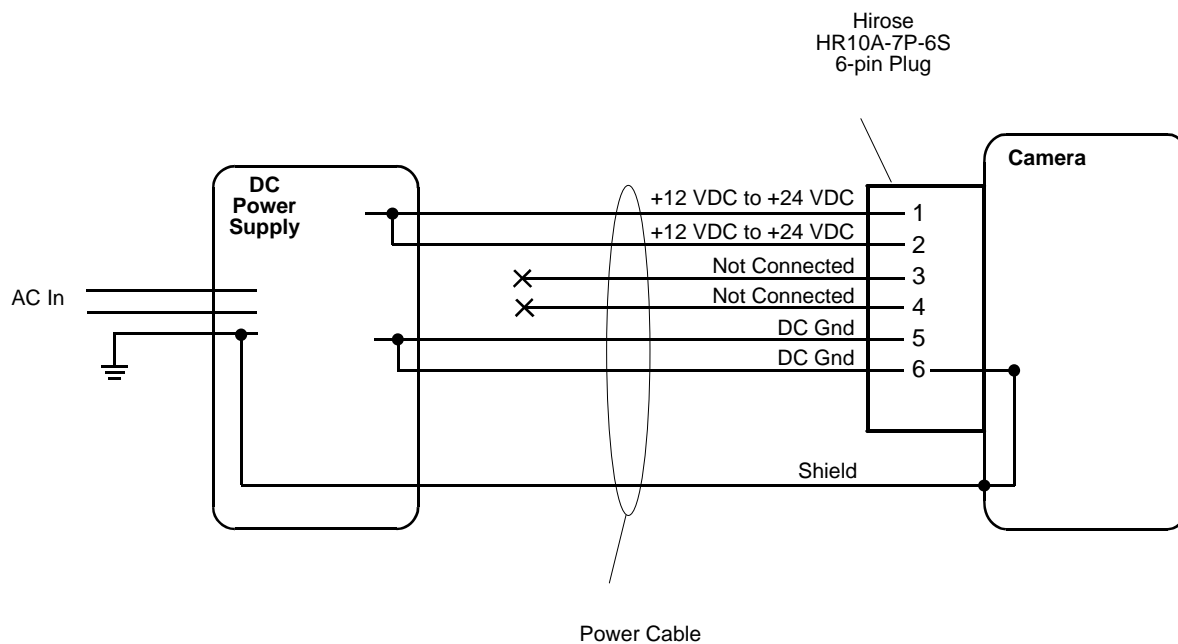 Hirose
HR10A-7P-6S
6-pin Plug
Camera
DC
Power
Supply
+12 VDC to +24 VDC
1
+12 VDC to +24 VDC
2
Not Connected
3
AC In
Not Connected
4
DC Gnd
5
DC Gnd
6
Shield
Power Cable